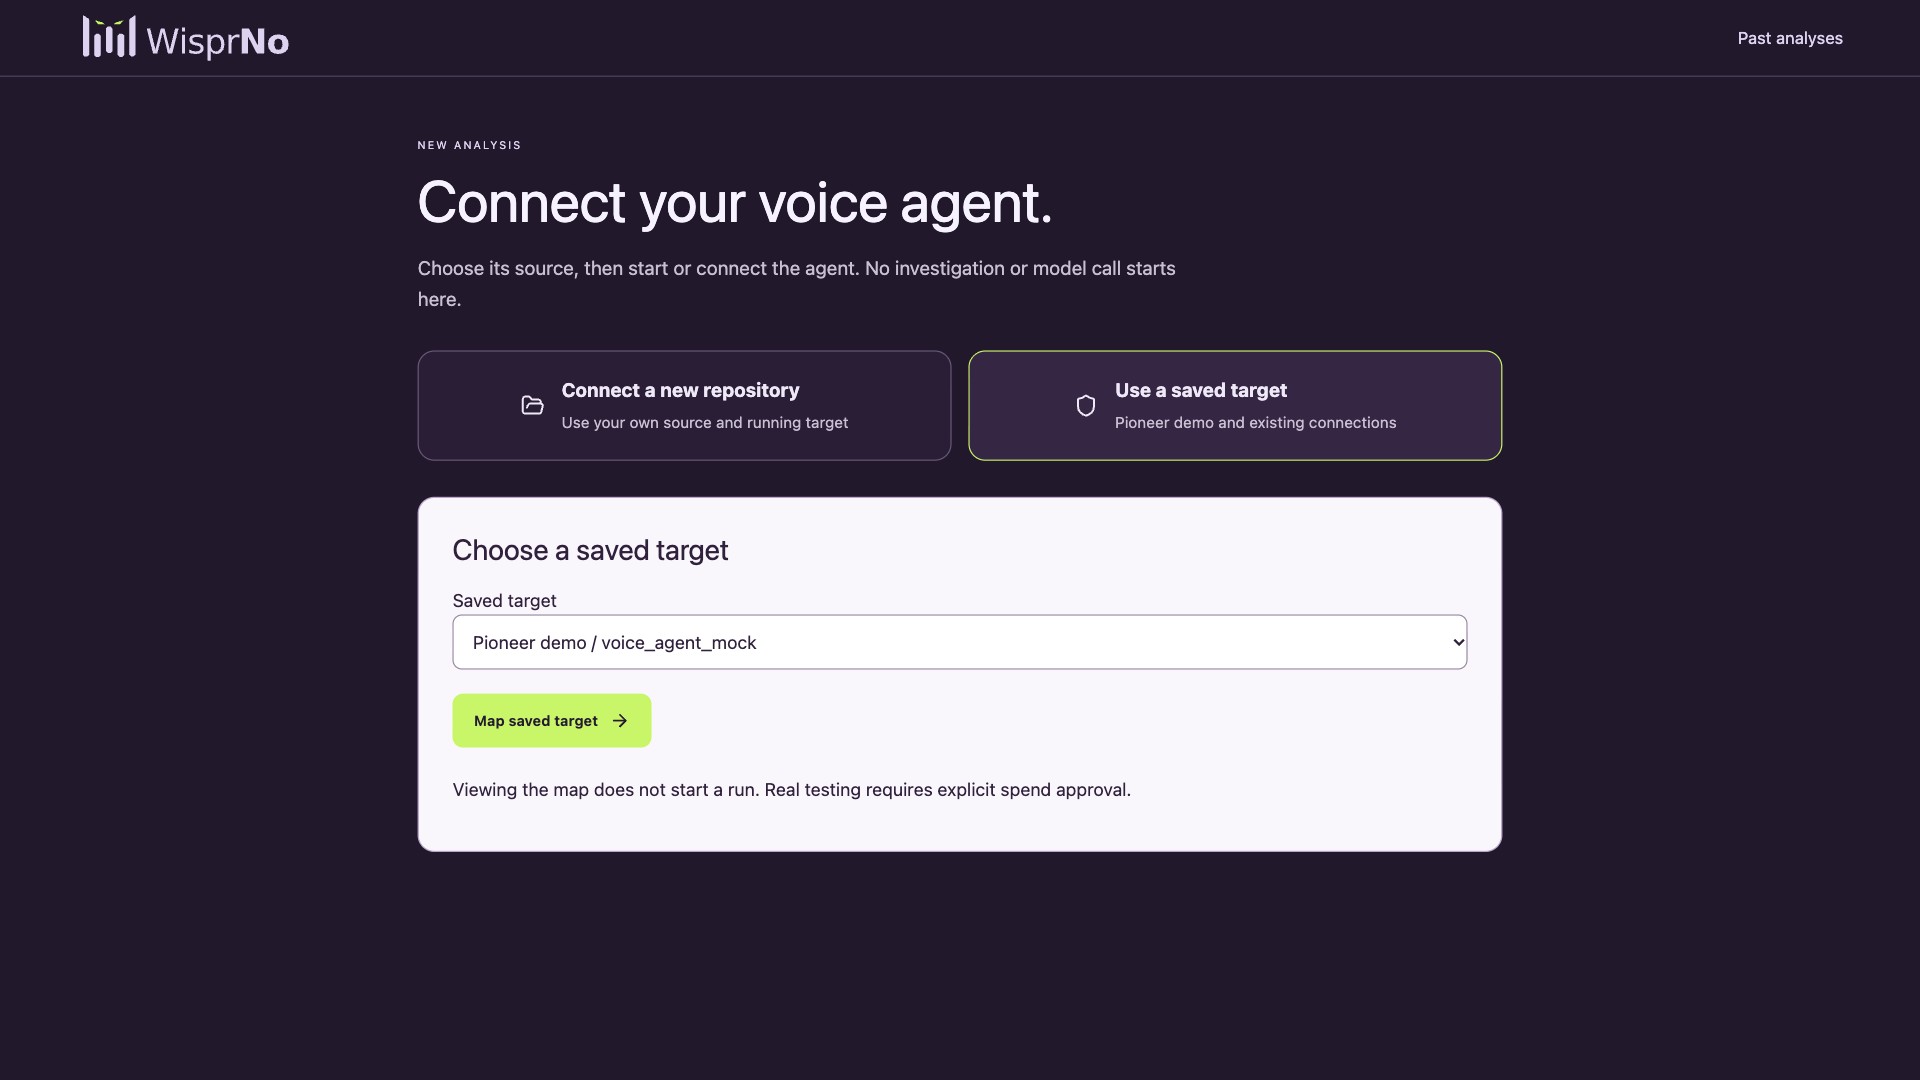 WisprNo
Past analyses
NEW ANALYSIS
Connect your voice agent.
Choose its source, then start or connect the agent. No investigation or model call starts
here.
Connect a new repository
Use your own source and running target
Use a saved target
Pioneer demo and existing connections
Choose a saved target
Saved target
Pioneer demo / voice_agent_mock
Map saved target
Viewing the map does not start a run. Real testing requires explicit spend approval.